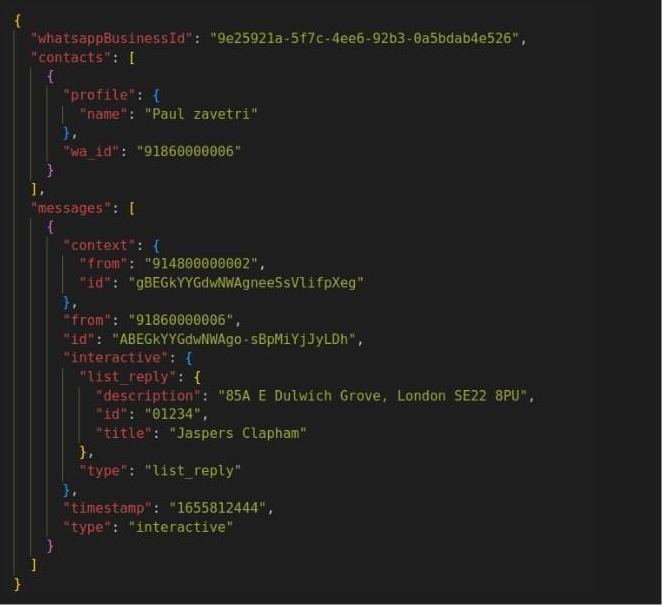 {
"whatsappBusinessId": "9e25921a-5f7c-4ee6-92b3-0a5bdab4e526",
"contacts": [
{
"profile": {
"name": "Paul zavetri"
},
"wa_id": "91860000006"
}
],
"messages": [
{
"context": {
"from": "914800000002",
"id": "gBEGkYYGdwNWAgneeSsVlifpXeg"
},
"from": "91860000006",
"id": "ABEGkYYGdwNWAgo-sBpMiYjJyLDh",
"interactive": {
"list_reply": {
"description": "85A E Dulwich Grove, London SE22 8PU",
"id": "01234",
"title": "Jaspers Clapham"
},
"type": "list_reply"
},
"timestamp": "1655812444",
"type": "interactive"
}
]
}